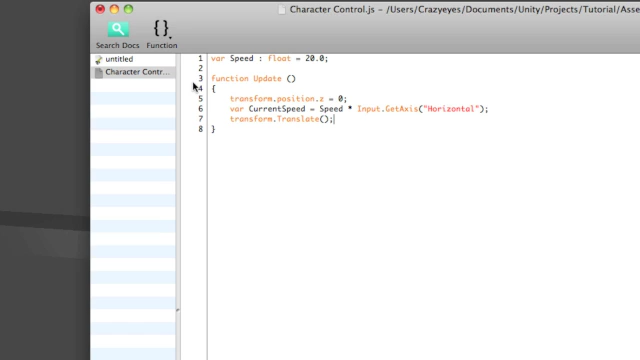 Character Control.js - /Users/Crazyeyes/Documents/Unity/Projects/Tutorial/Asse
{}
Search Docs
Function
untitled
Character Contr...
1 var Speed : float = 20.0;
2
3 function Update ()
4 {
5 transform.position.z = 0;
6 var CurrentSpeed = Speed * Input.GetAxis("Horizontal");
7 transform.Translate();
8 }